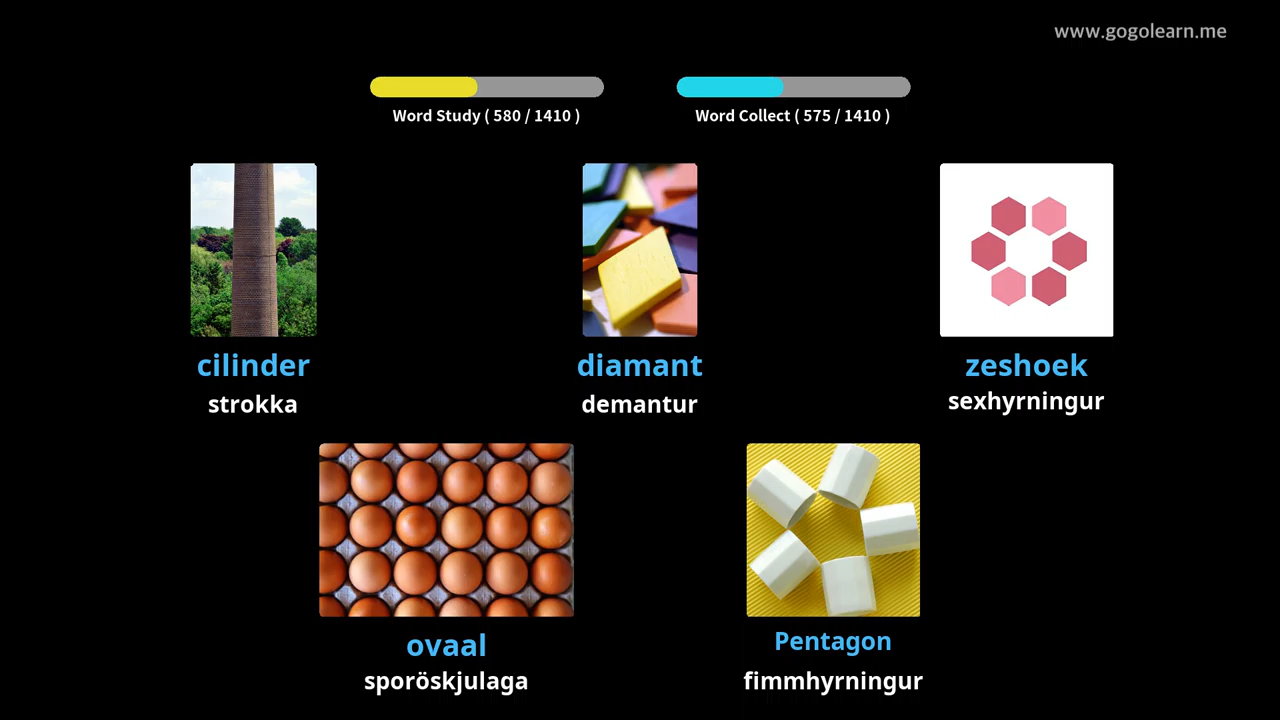 www.gogolearn.me
Word Study ( 580 / 1410 )
Word Collect ( 575 / 1410 )
cilinder
strokka
diamant
demantur
zeshoek
sexhyrningur
ovaal
sporöskjulaga
Pentagon
fimmhyrningur